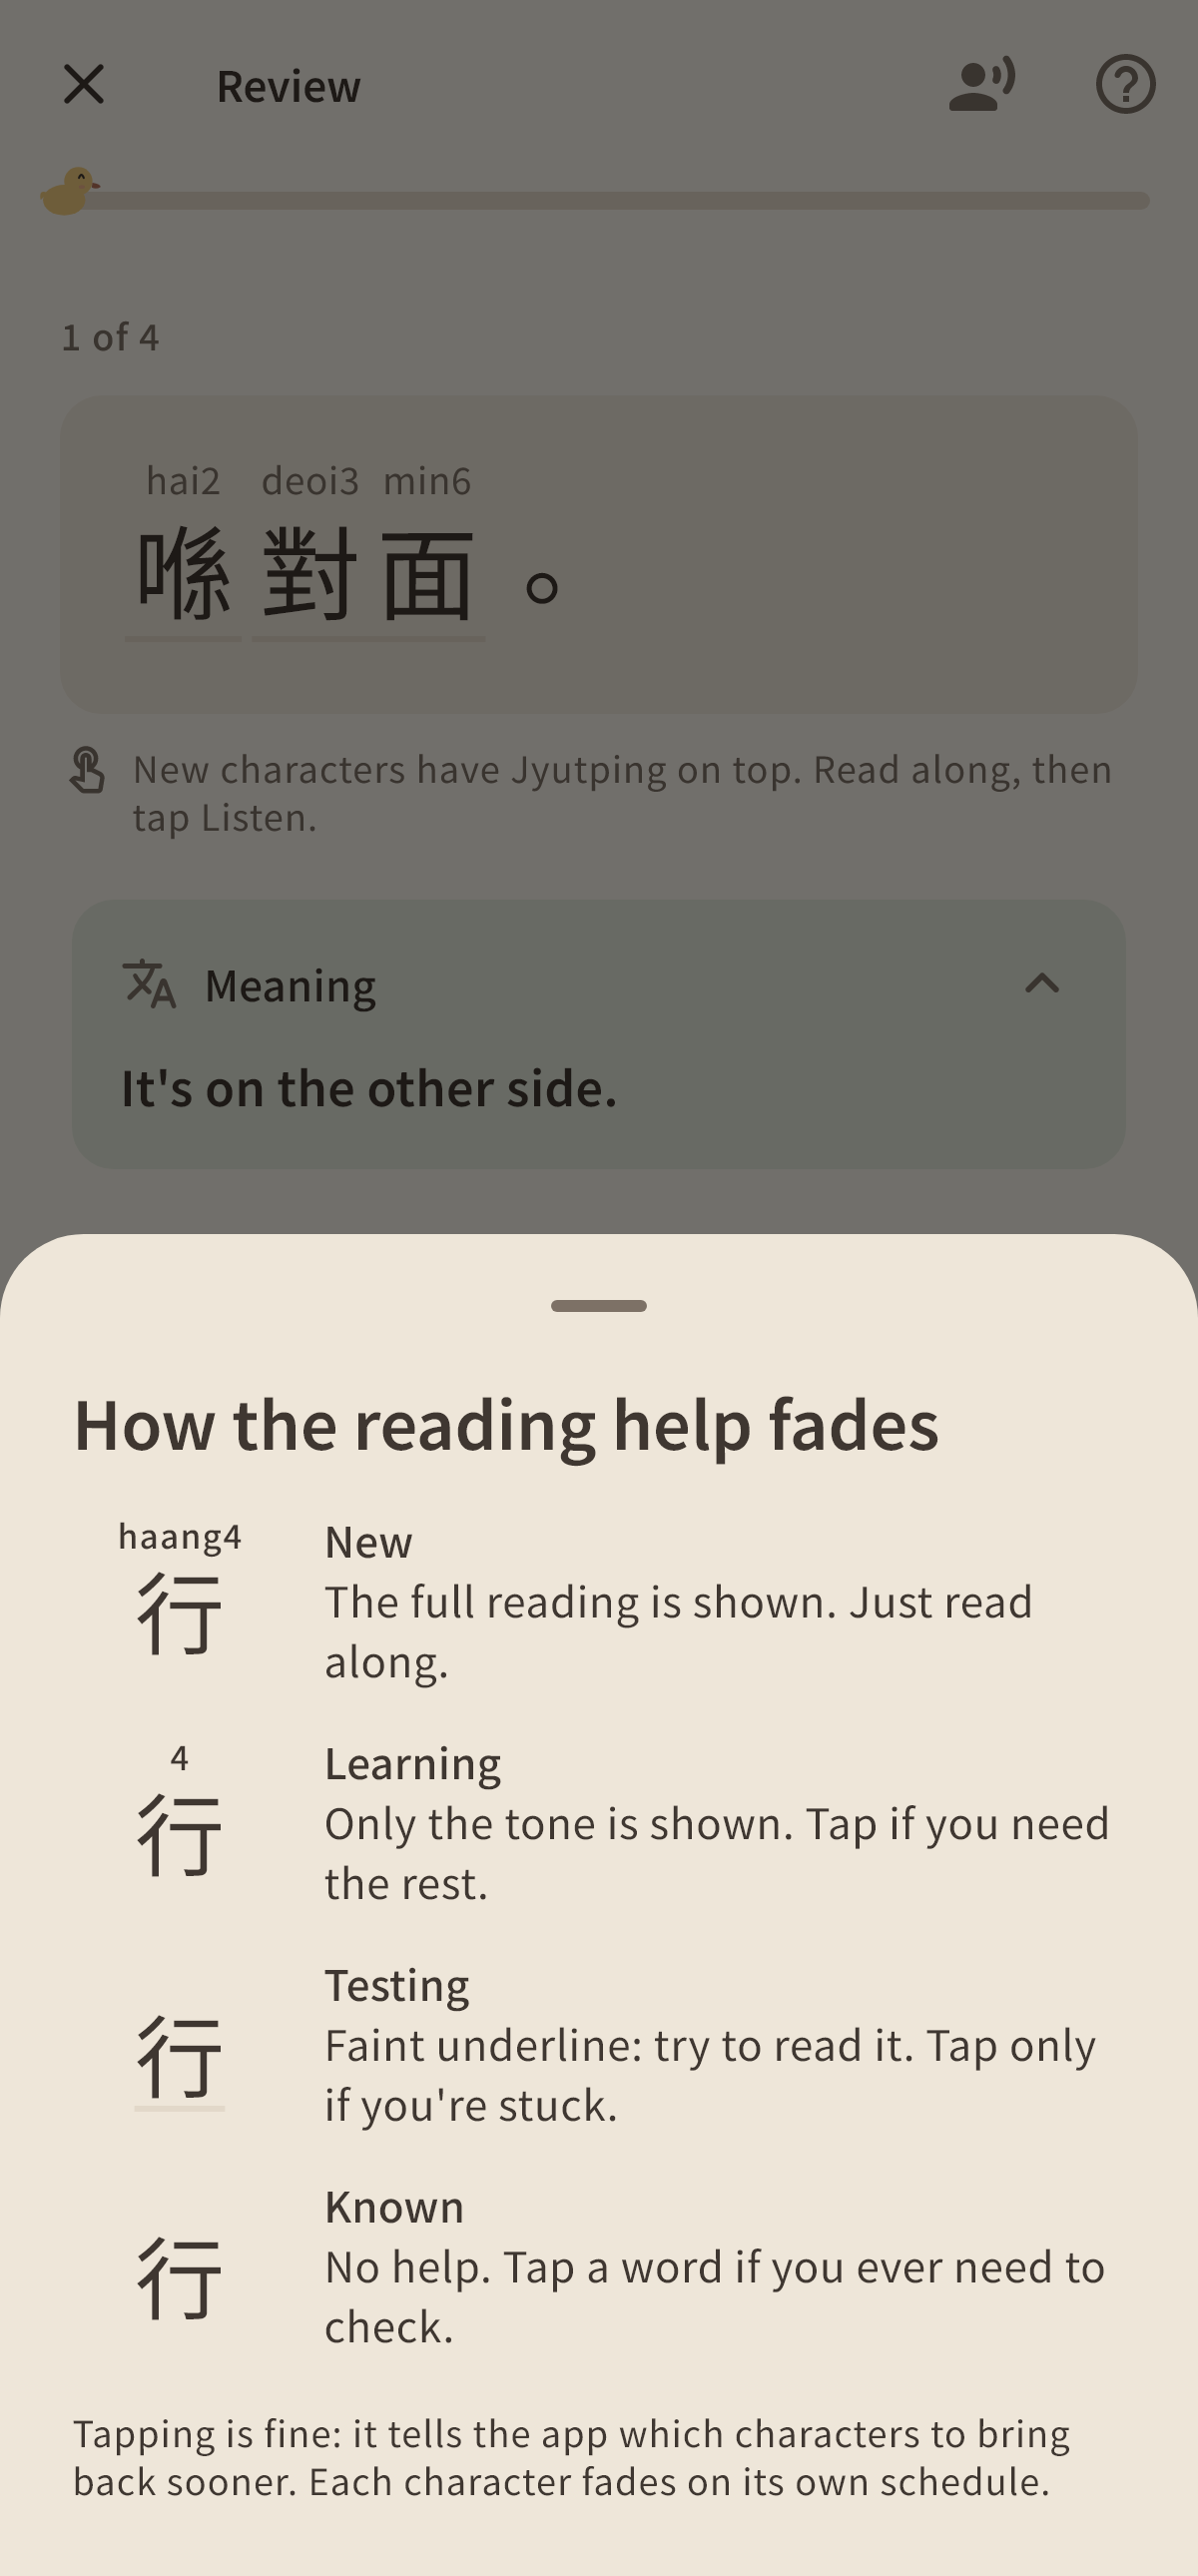 Review
1 of 4
hai2 deoi3 min6
喺對面。
New characters have Jyutping on top. Read along, then
tap Listen.
Meaning
It's on the other side.
How the reading help fades
haang4
行
New
The full reading is shown. Just read
along.
4
行
Learning
Only the tone is shown. Tap if you need
the rest.
行
Testing
Faint underline: try to read it. Tap only
if you're stuck.
行
Known
No help. Tap a word if you ever need to
check.
Tapping is fine: it tells the app which characters to bring
back sooner. Each character fades on its own schedule.